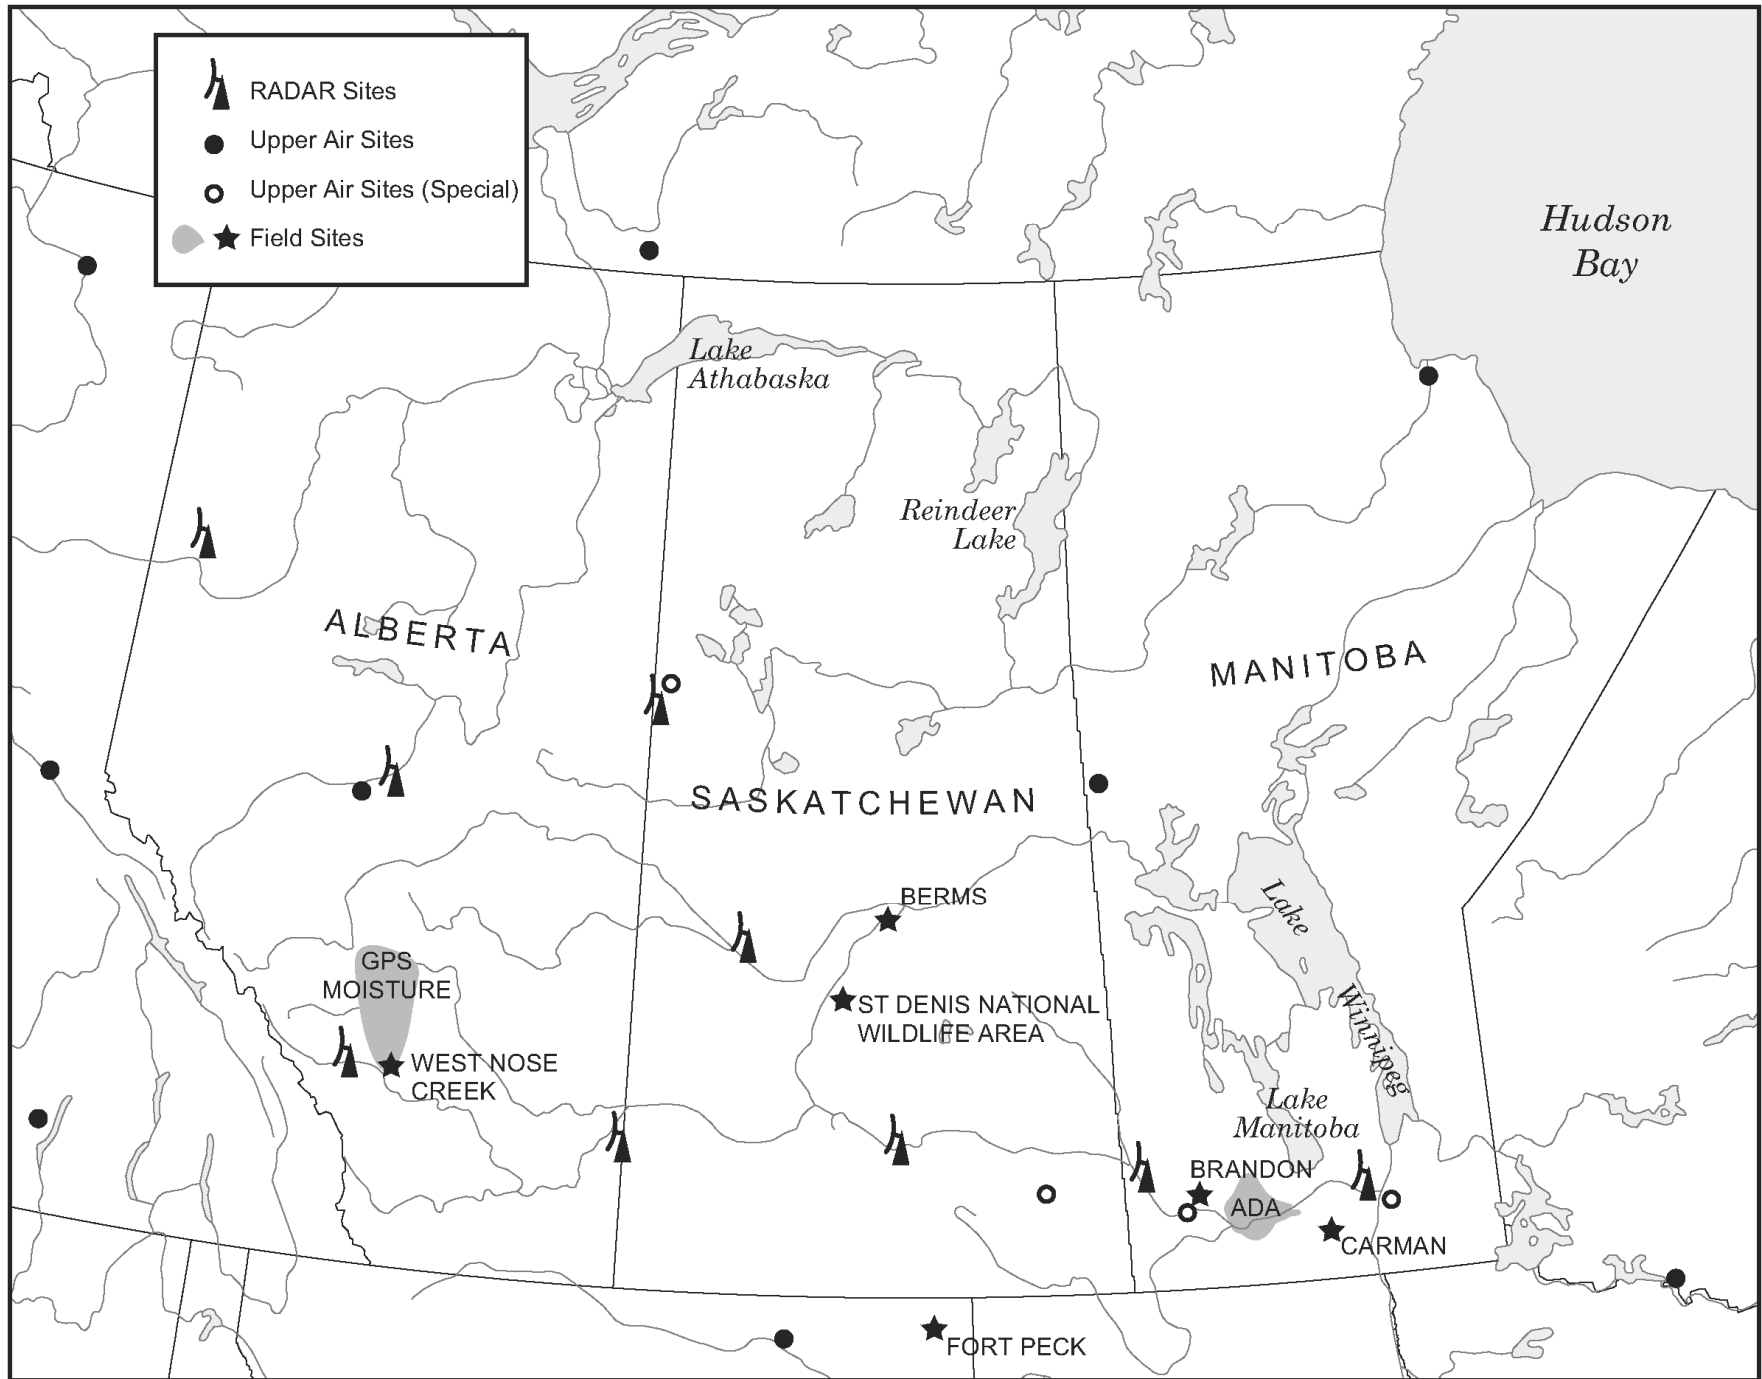 RADAR Sites
Upper Air Sites
Upper Air Sites (Special)
Field Sites
Hudson
Bay
Lake
Athabaska
Reindeer
Lake
ALBERTA
MANITOBA
SASKATCHEWAN
BERMS
Lake
Winnipeg
GPS
MOISTURE
ST DENIS NATIONAL
WILDLIFE AREA
WEST NOSE
CREEK
Lake
Manitoba
BRANDON
ADA
CARMAN
FORT PECK